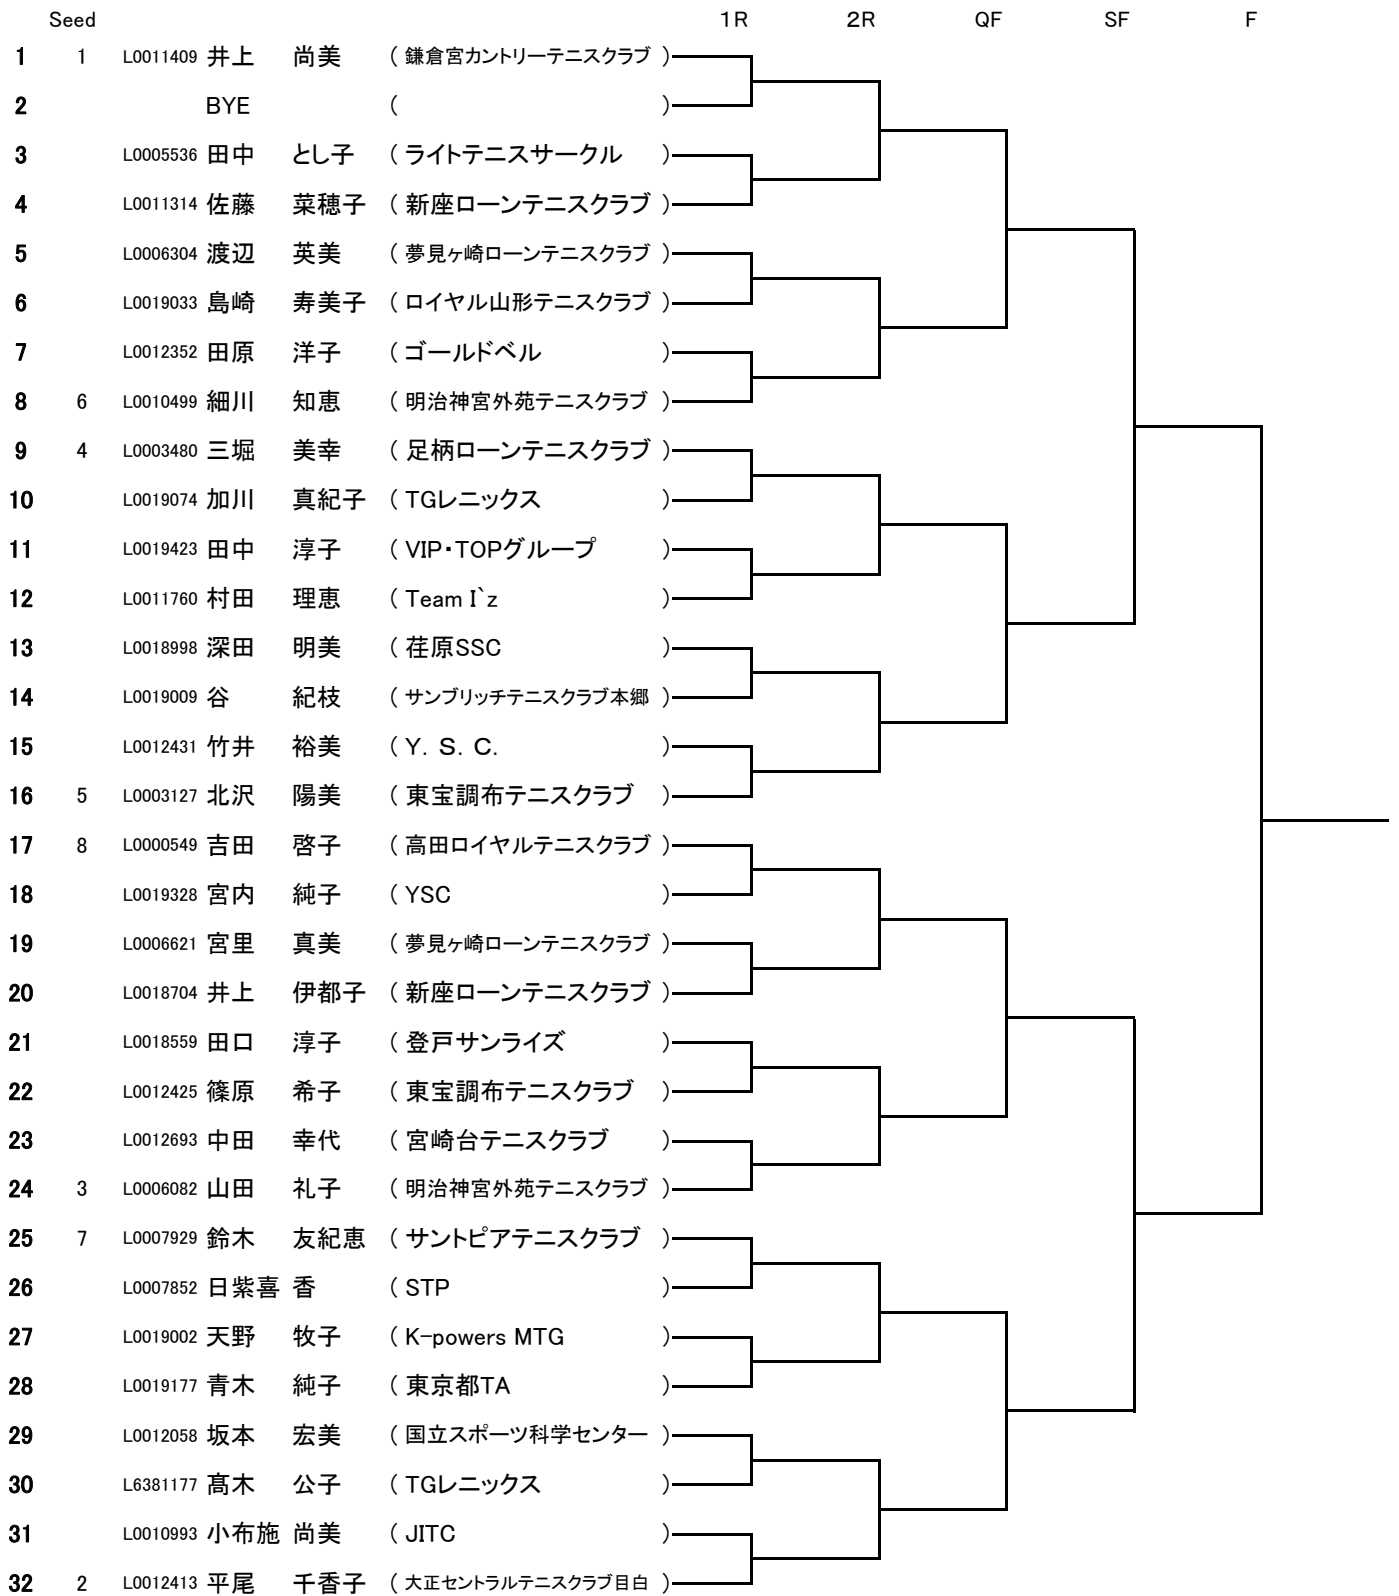 Seed 1R 2R QF SF F
1 1 L0011409 井上 尚美 ( 鎌倉宮カントリーテニスクラブ )
2 BYE ( )
3 L0005536 田中 とし子 ( ライトテニスサークル )
4 L0011314 佐藤 菜穂子 ( 新座ローンテニスクラブ )
5 L0006304 渡辺 英美 ( 夢見ヶ崎ローンテニスクラブ )
6 L0019033 島崎 寿美子 ( ロイヤル山形テニスクラブ )
7 L0012352 田原 洋子 ( ゴールドベル )
8 6 L0010499 細川 知恵 ( 明治神宮外苑テニスクラブ )
9 4 L0003480 三堀 美幸 ( 足柄ローンテニスクラブ )
10 L0019074 加川 真紀子 ( TGレニックス )
11 L0019423 田中 淳子 ( VIP・TOPグループ )
12 L0011760 村田 理恵 ( Team I`z )
13 L0018998 深田 明美 ( 荏原SSC )
14 L0019009 谷 紀枝 ( サンブリッチテニスクラブ本郷 )
15 L0012431 竹井 裕美 ( Y．S．C． )
16 5 L0003127 北沢 陽美 ( 東宝調布テニスクラブ )
17 8 L0000549 吉田 啓子 ( 高田ロイヤルテニスクラブ )
18 L0019328 宮内 純子 ( YSC )
19 L0006621 宮里 真美 ( 夢見ヶ崎ローンテニスクラブ )
20 L0018704 井上 伊都子 ( 新座ローンテニスクラブ )
21 L0018559 田口 淳子 ( 登戸サンライズ )
22 L0012425 篠原 希子 ( 東宝調布テニスクラブ )
23 L0012693 中田 幸代 ( 宮崎台テニスクラブ )
24 3 L0006082 山田 礼子 ( 明治神宮外苑テニスクラブ )
25 7 L0007929 鈴木 友紀恵 ( サントピアテニスクラブ )
26 L0007852 日紫喜 香 ( STP )
27 L0019002 天野 牧子 ( K-powers MTG )
28 L0019177 青木 純子 ( 東京都TA )
29 L0012058 坂本 宏美 ( 国立スポーツ科学センター )
30 L6381177 髙木 公子 ( TGレニックス )
31 L0010993 小布施 尚美 ( JITC )
32 2 L0012413 平尾 千香子 ( 大正セントラルテニスクラブ目白 )